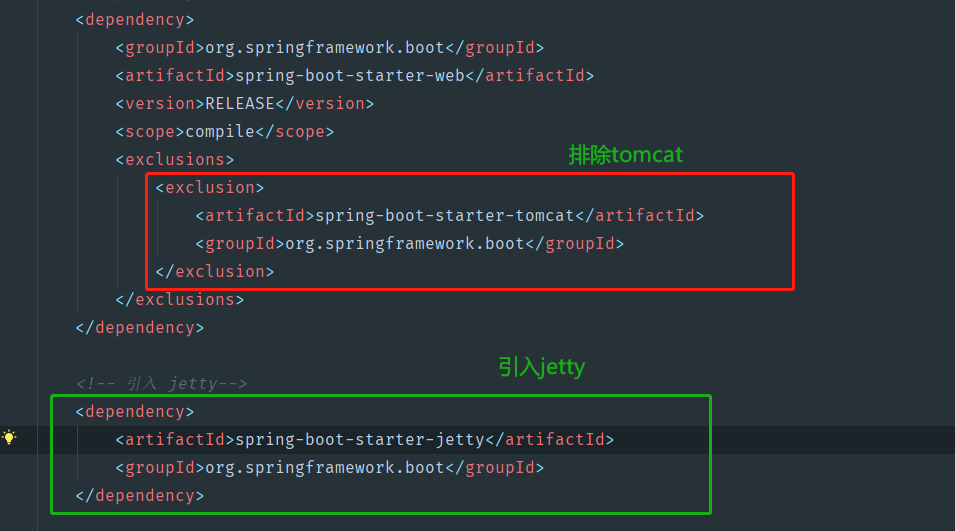 <dependency>
<groupId>org.springframework.boot</groupId>
<artifactId>spring-boot-starter-web</artifactId>
<version>RELEASE</version>
<scope>compile</scope>
<exclusions>
排除tomcat
<exclusion>
<artifactId>spring-boot-starter-tomcat</artifactId>
<groupId>org.springframework.boot</groupId>
</exclusion>
</exclusions>
</dependency>
引入jetty
<!-- 引入 jetty-->
<dependency>
<artifactId>spring-boot-starter-jetty</artifactId>
<groupId>org.springframework.boot</groupId>
</dependency>